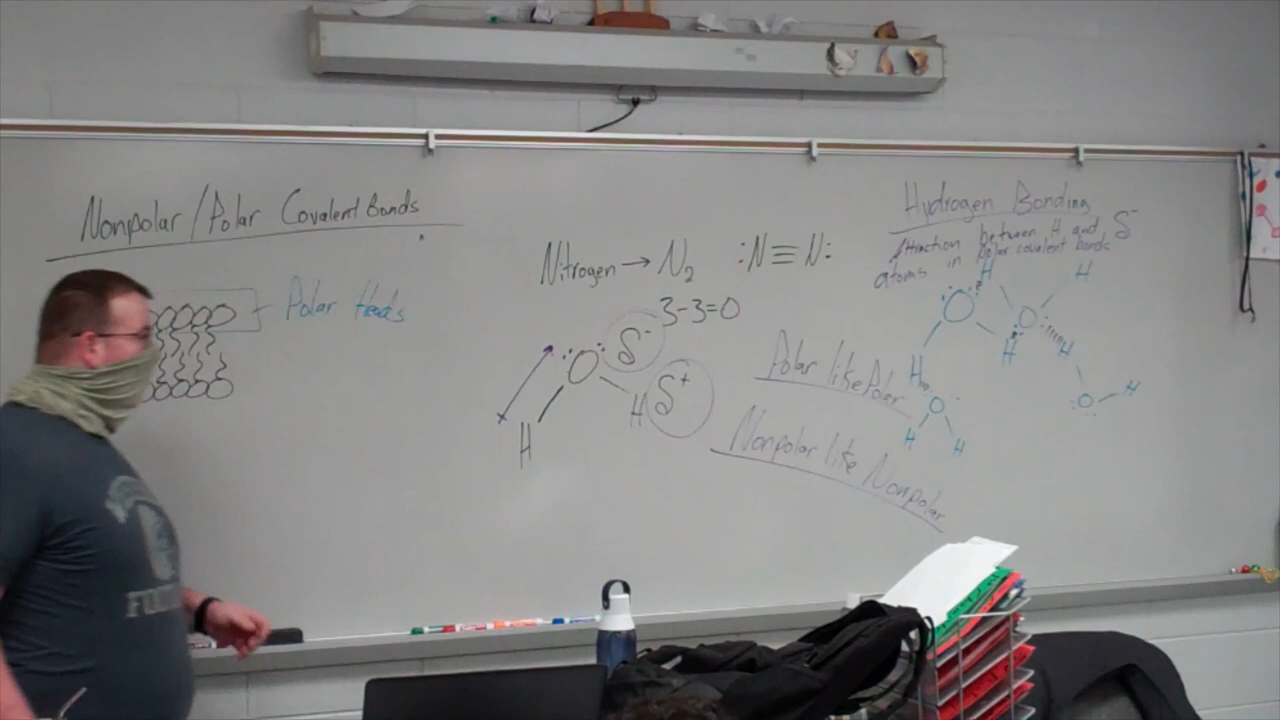 Nonpolar/Polar Covalent Bonds
Polar Heads
Nitrogen → N₂ :N≡N:
3-3=0
O δ⁻
H δ⁺
H
Polar like Polar
Nonpolar like Nonpolar
Hydrogen Bonding
Attraction between H and δ⁻
atoms in polar covalent bonds
H H
O O
H H
H
O O H
H H